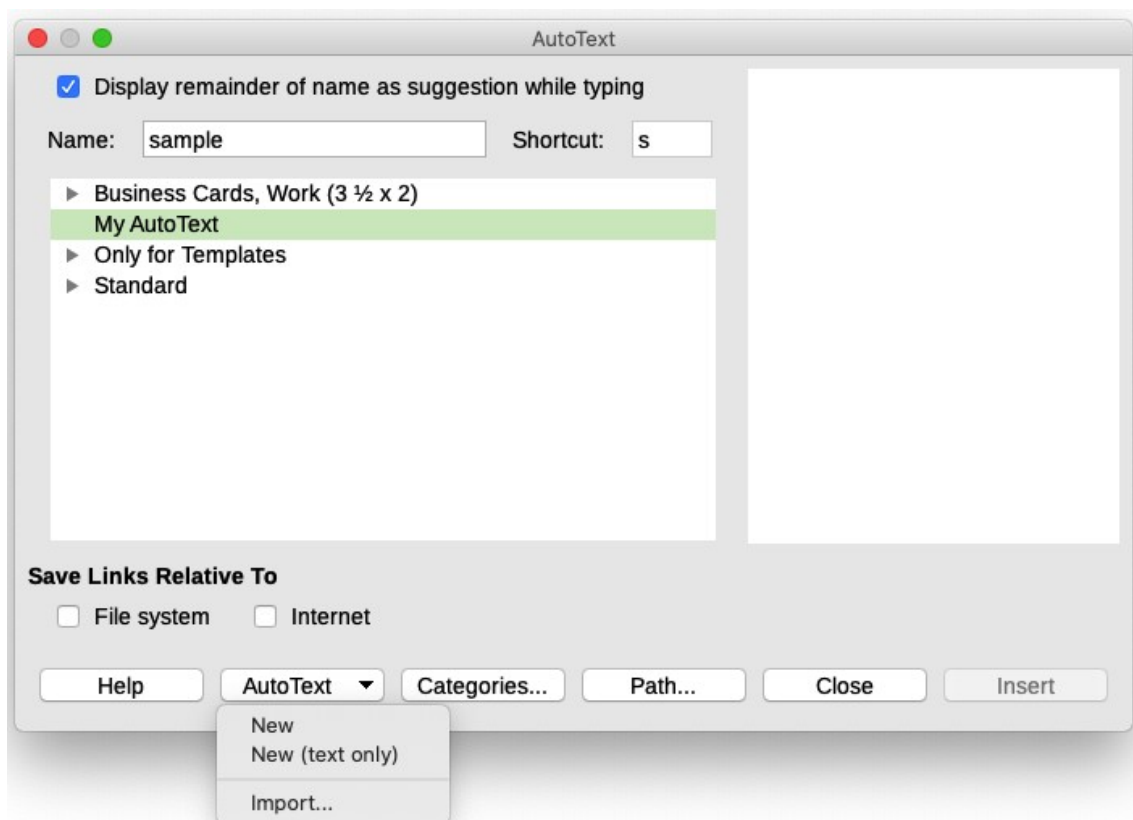 AutoText
Display remainder of name as suggestion while typing
Name: sample Shortcut: s
Business Cards, Work (3 ½ x 2)
My AutoText
Only for Templates
Standard
Save Links Relative To
File system Internet
Help AutoText Categories... Path... Close Insert
New
New (text only)
Import...